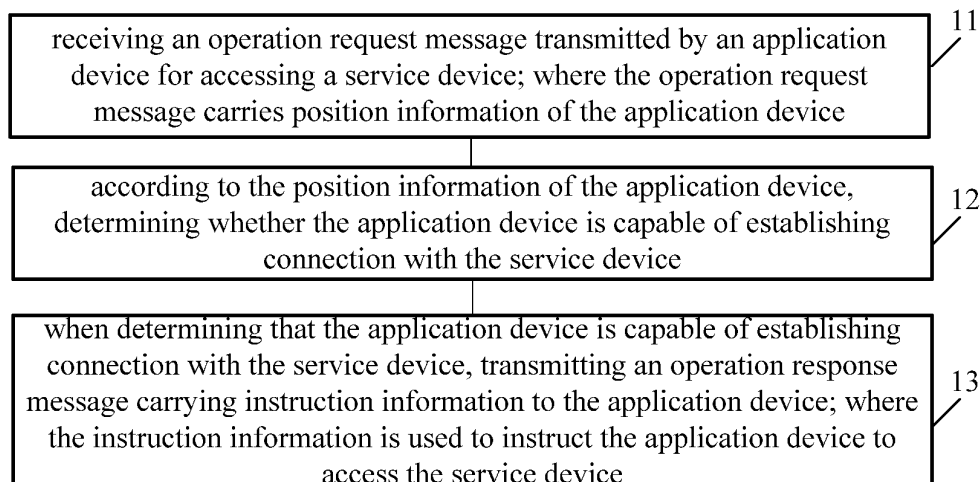 receiving an operation request message transmitted by an application
device for accessing a service device; where the operation request
message carries position information of the application device
11
according to the position information of the application device,
determining whether the application device is capable of establishing
connection with the service device
12
when determining that the application device is capable of establishing
connection with the service device, transmitting an operation response
message carrying instruction information to the application device; where
the instruction information is used to instruct the application device to
access the service device
13